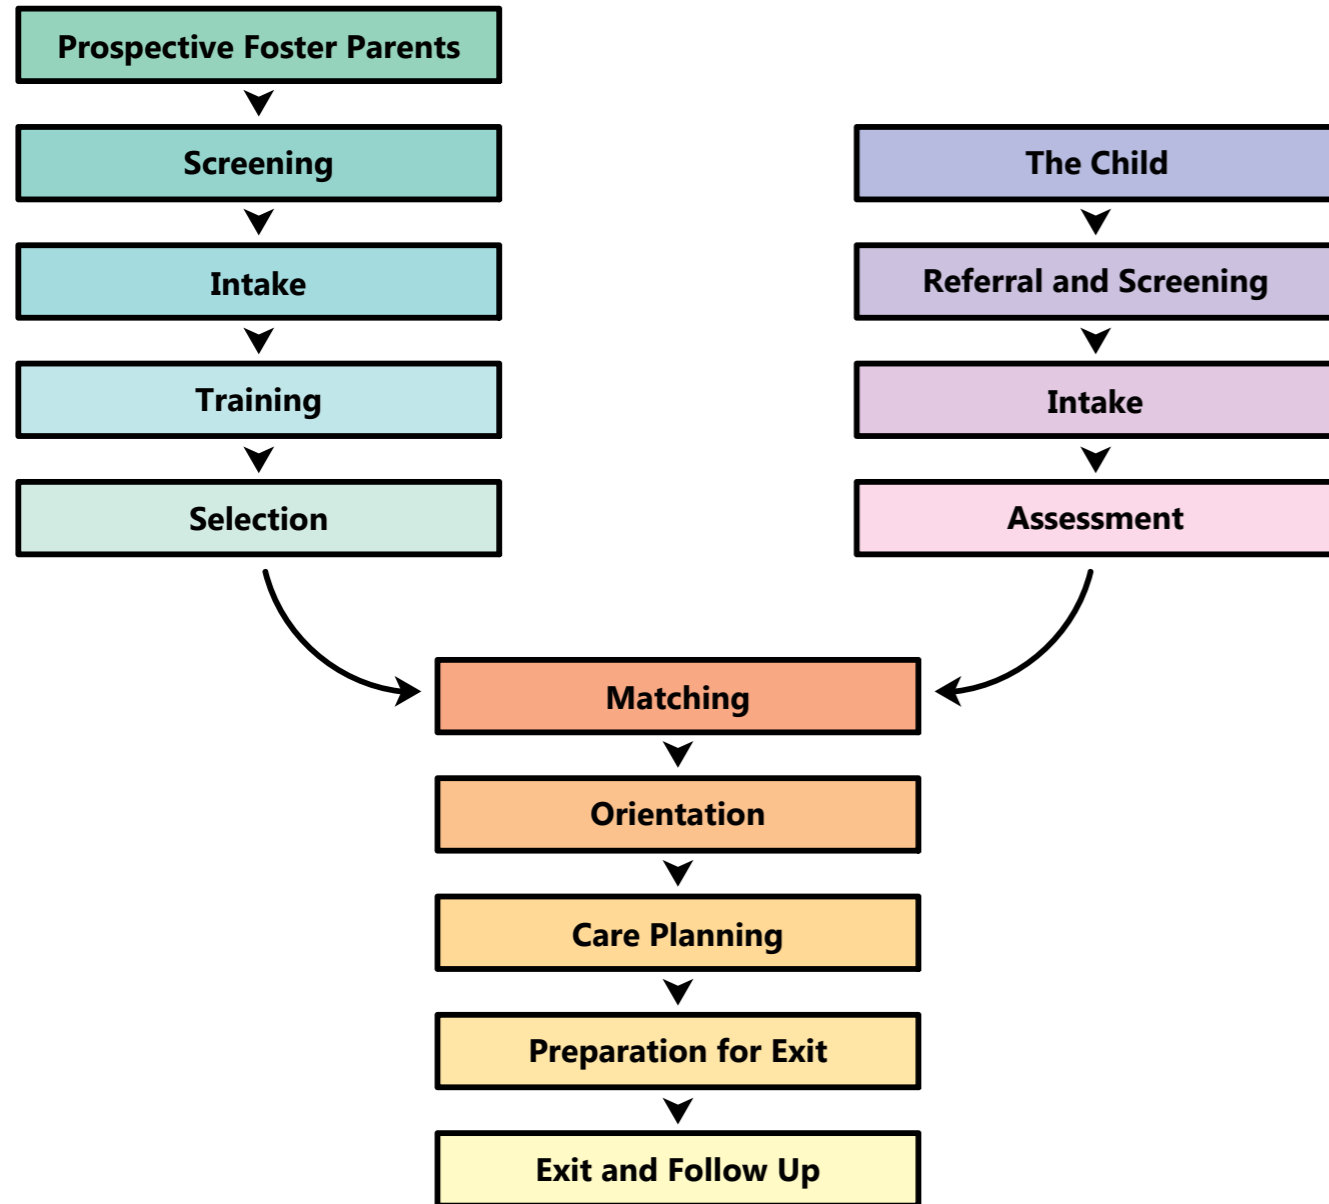 Prospective Foster Parents
Screening
Intake
Training
Selection
The Child
Referral and Screening
Intake
Assessment
Matching
Orientation
Care Planning
Preparation for Exit
Exit and Follow Up